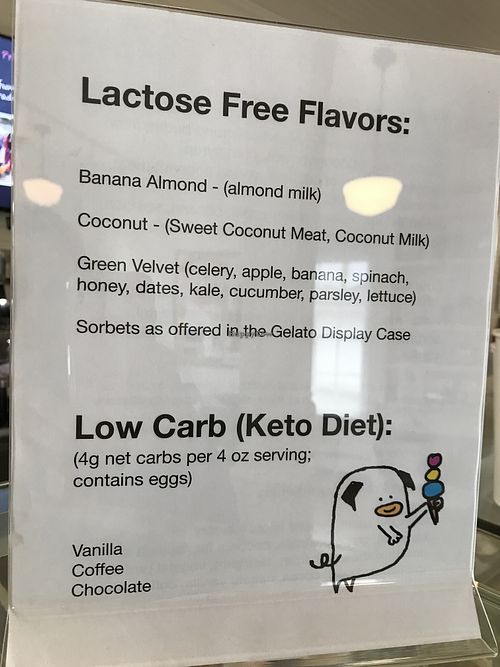 Lactose Free Flavors:
Banana Almond - (almond milk)
Coconut - (Sweet Coconut Meat, Coconut Milk)
Green Velvet (celery, apple, banana, spinach,
honey, dates, kale, cucumber, parsley, lettuce)
Sorbets as offered in the Gelato Display Case
Low Carb (Keto Diet):
(4g net carbs per 4 oz serving;
contains eggs)
Vanilla
Coffee
Chocolate